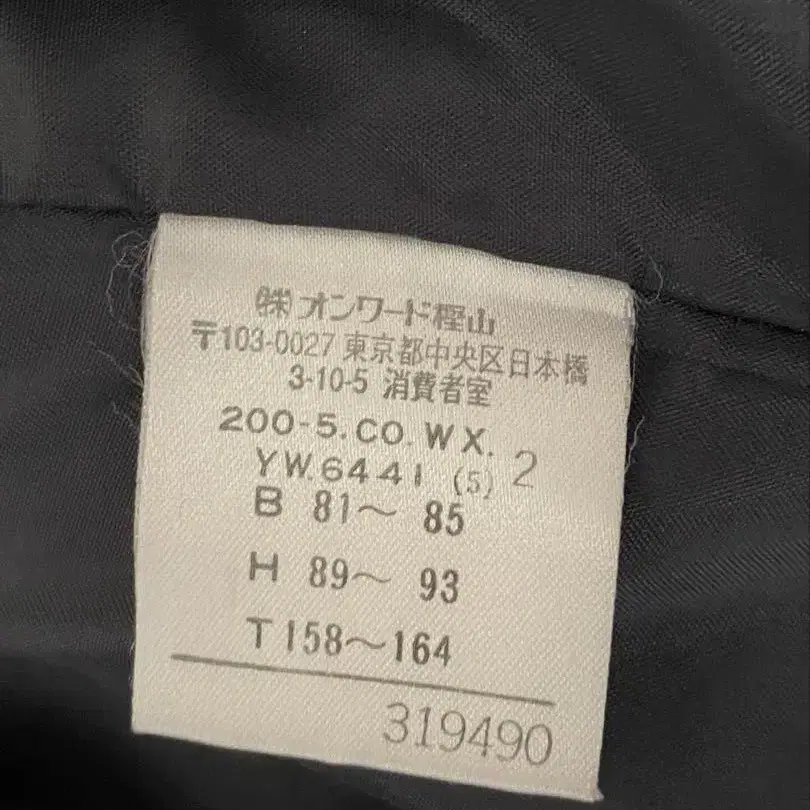 ㈱オンワード樫山
〒103-0027 東京都中央区日本橋
3-10-5 消費者室
200-5.CO.WX. 2
YW.6441 (5)
B 81〜 85
H 89〜 93
T 158〜164
319490